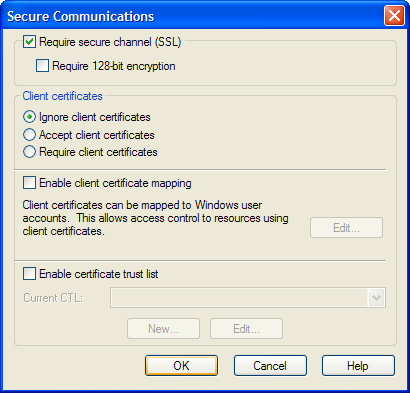 Secure Communications
Require secure channel (SSL)
Require 128-bit encryption
Client certificates
Ignore client certificates
Accept client certificates
Require client certificates
Enable client certificate mapping
Client certificates can be mapped to Windows user
accounts.  This allows access control to resources using
client certificates.
Edit...
Enable certificate trust list
Current CTL:
New...
Edit...
OK
Cancel
Help